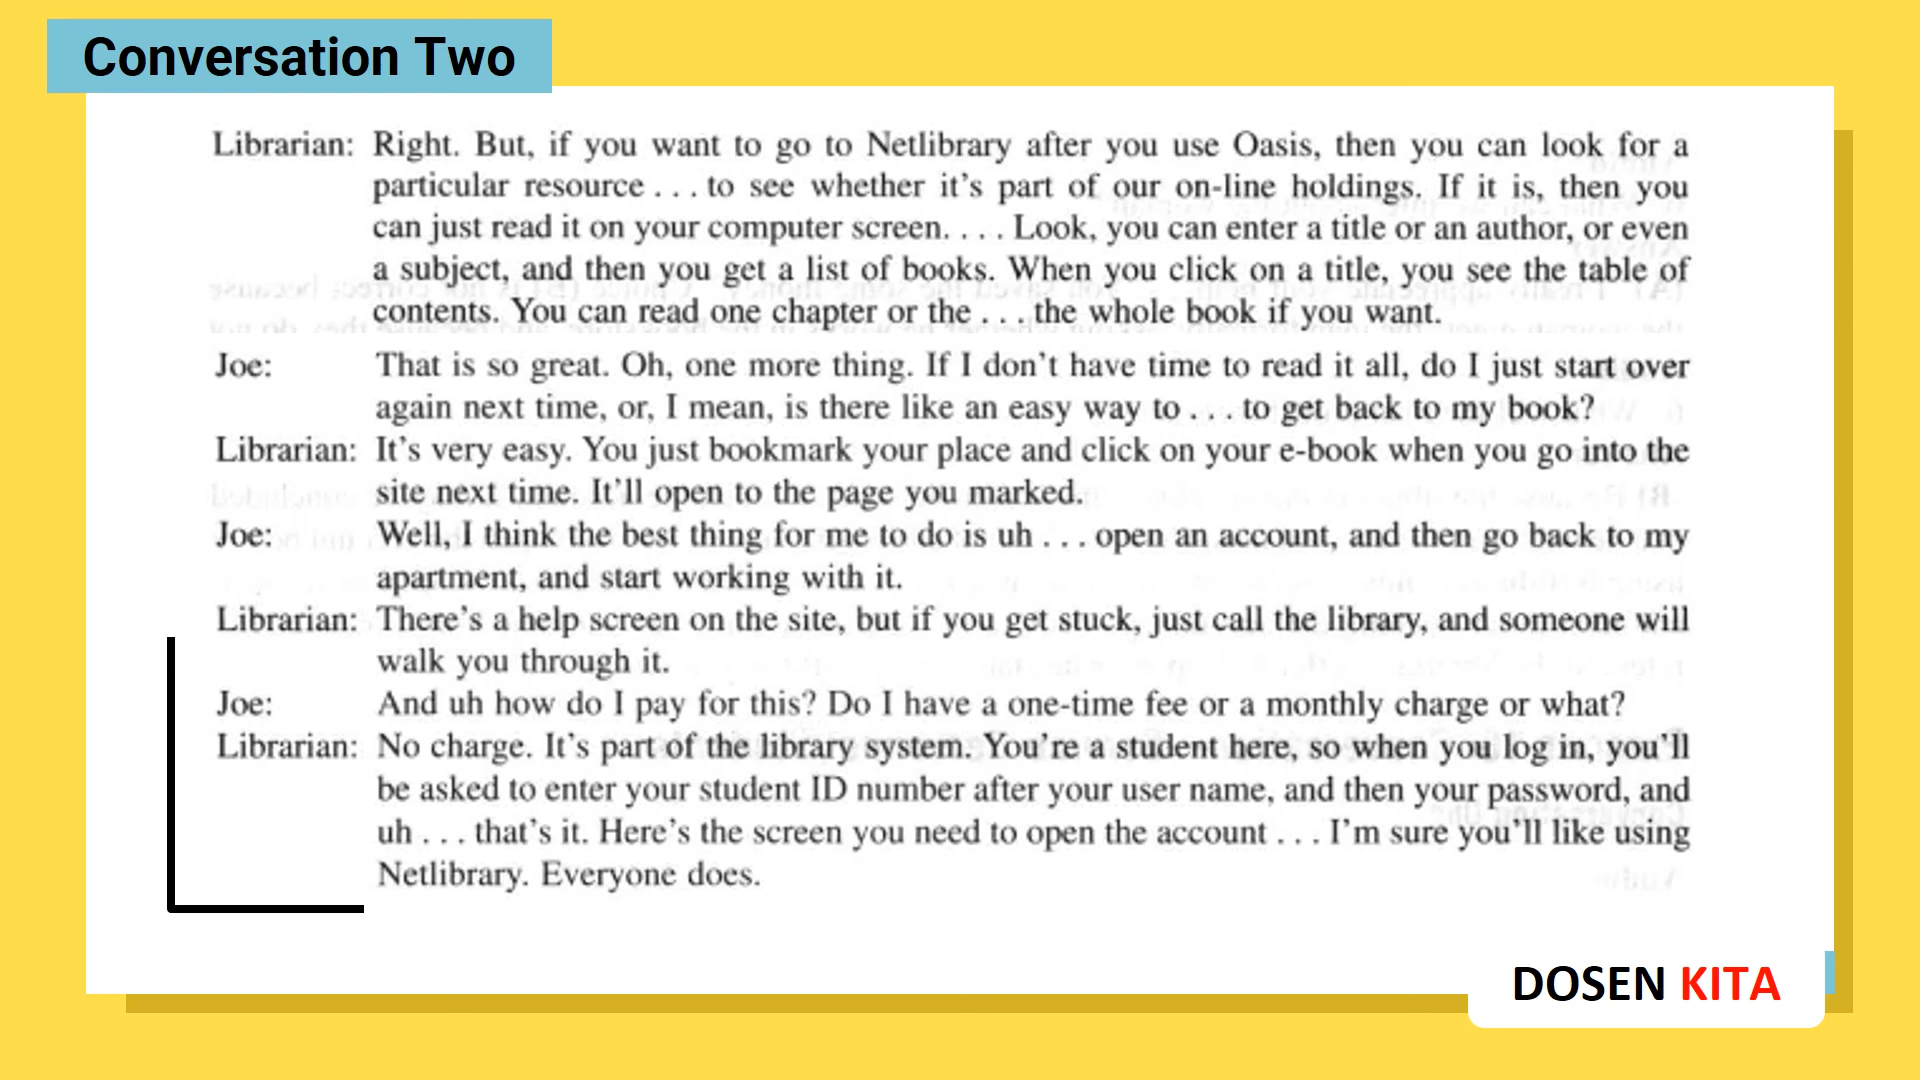 Conversation Two
Librarian: Right. But, if you want to go to Netlibrary after you use Oasis, then you can look for a
particular resource . . . to see whether it's part of our on-line holdings. If it is, then you
can just read it on your computer screen. . . . Look, you can enter a title or an author, or even
a subject, and then you get a list of books. When you click on a title, you see the table of
contents. You can read one chapter or the . . . the whole book if you want.
Joe: That is so great. Oh, one more thing. If I don't have time to read it all, do I just start over
again next time, or, I mean, is there like an easy way to . . . to get back to my book?
Librarian: It's very easy. You just bookmark your place and click on your e-book when you go into the
site next time. It'll open to the page you marked.
Joe: Well, I think the best thing for me to do is uh . . . open an account, and then go back to my
apartment, and start working with it.
Librarian: There's a help screen on the site, but if you get stuck, just call the library, and someone will
walk you through it.
Joe: And uh how do I pay for this? Do I have a one-time fee or a monthly charge or what?
Librarian: No charge. It's part of the library system. You're a student here, so when you log in, you'll
be asked to enter your student ID number after your user name, and then your password, and
uh . . . that's it. Here's the screen you need to open the account . . . I'm sure you'll like using
Netlibrary. Everyone does.
DOSEN KITA